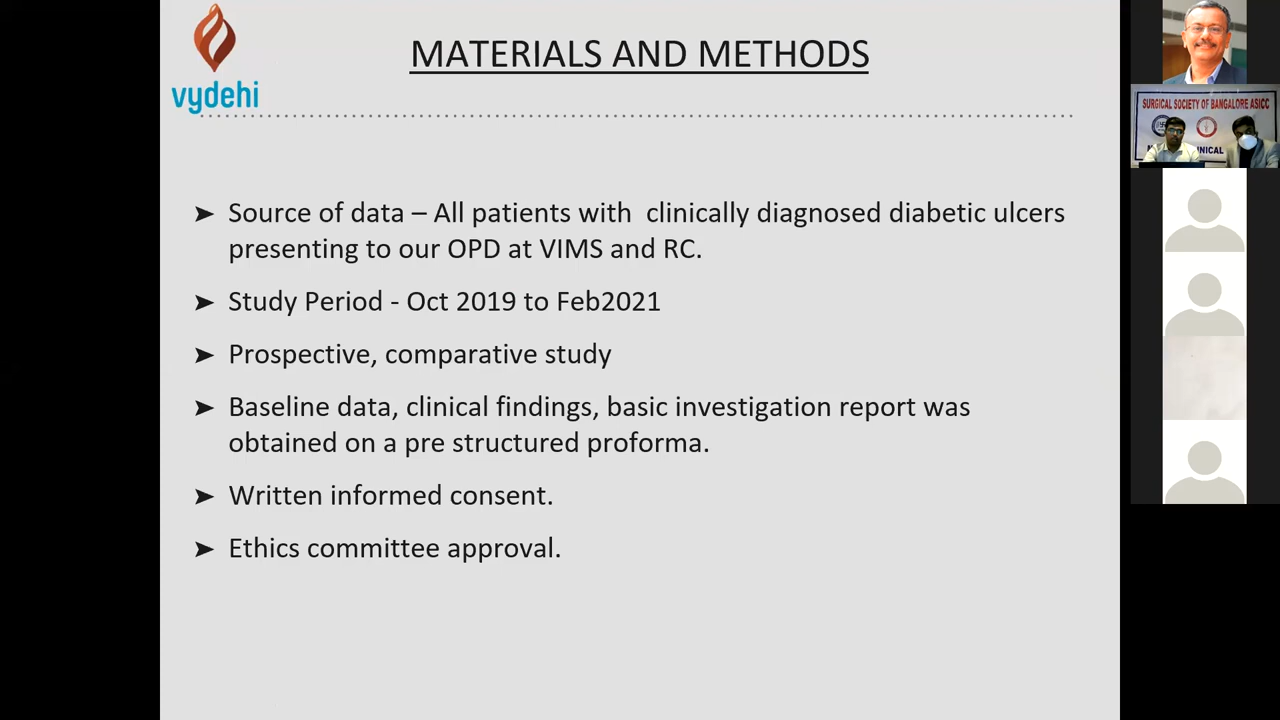 vydehi
MATERIALS AND METHODS
➤ Source of data – All patients with clinically diagnosed diabetic ulcers
presenting to our OPD at VIMS and RC.
➤ Study Period - Oct 2019 to Feb2021
➤ Prospective, comparative study
➤ Baseline data, clinical findings, basic investigation report was
obtained on a pre structured proforma.
➤ Written informed consent.
➤ Ethics committee approval.
SURGICAL SOCIETY OF BANGALORE ASICC